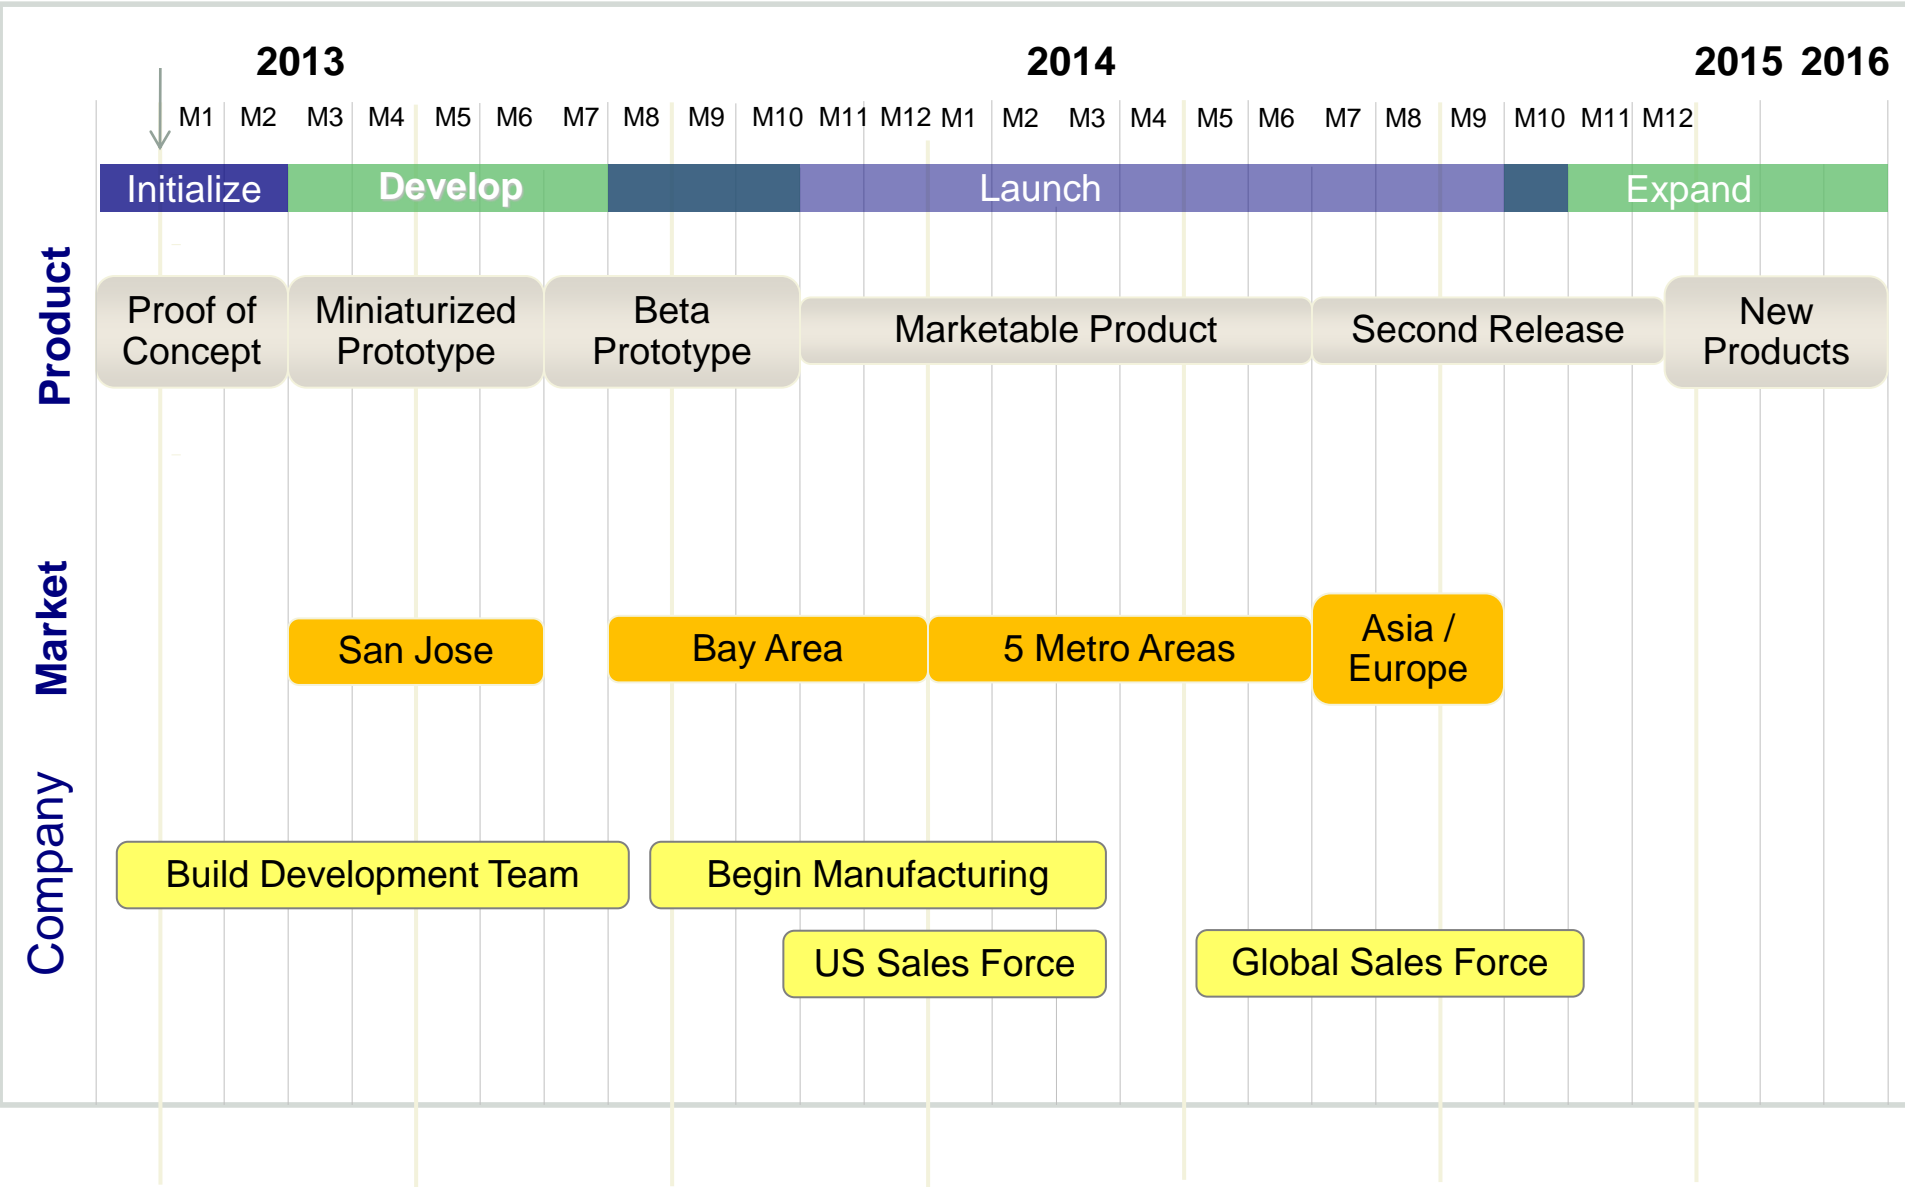 2013 2014 2015 2016
M1 M2 M3 M4 M5 M6 M7 M8 M9 M10 M11 M12 M1 M2 M3 M4 M5 M6 M7 M8 M9 M10 M11 M12
Initialize Develop Launch Expand
Product
Proof of
Concept
Miniaturized
Prototype
Beta
Prototype
Marketable Product
Second Release
New
Products
Market
San Jose
Bay Area
5 Metro Areas
Asia /
Europe
Company
Build Development Team
Begin Manufacturing
US Sales Force
Global Sales Force